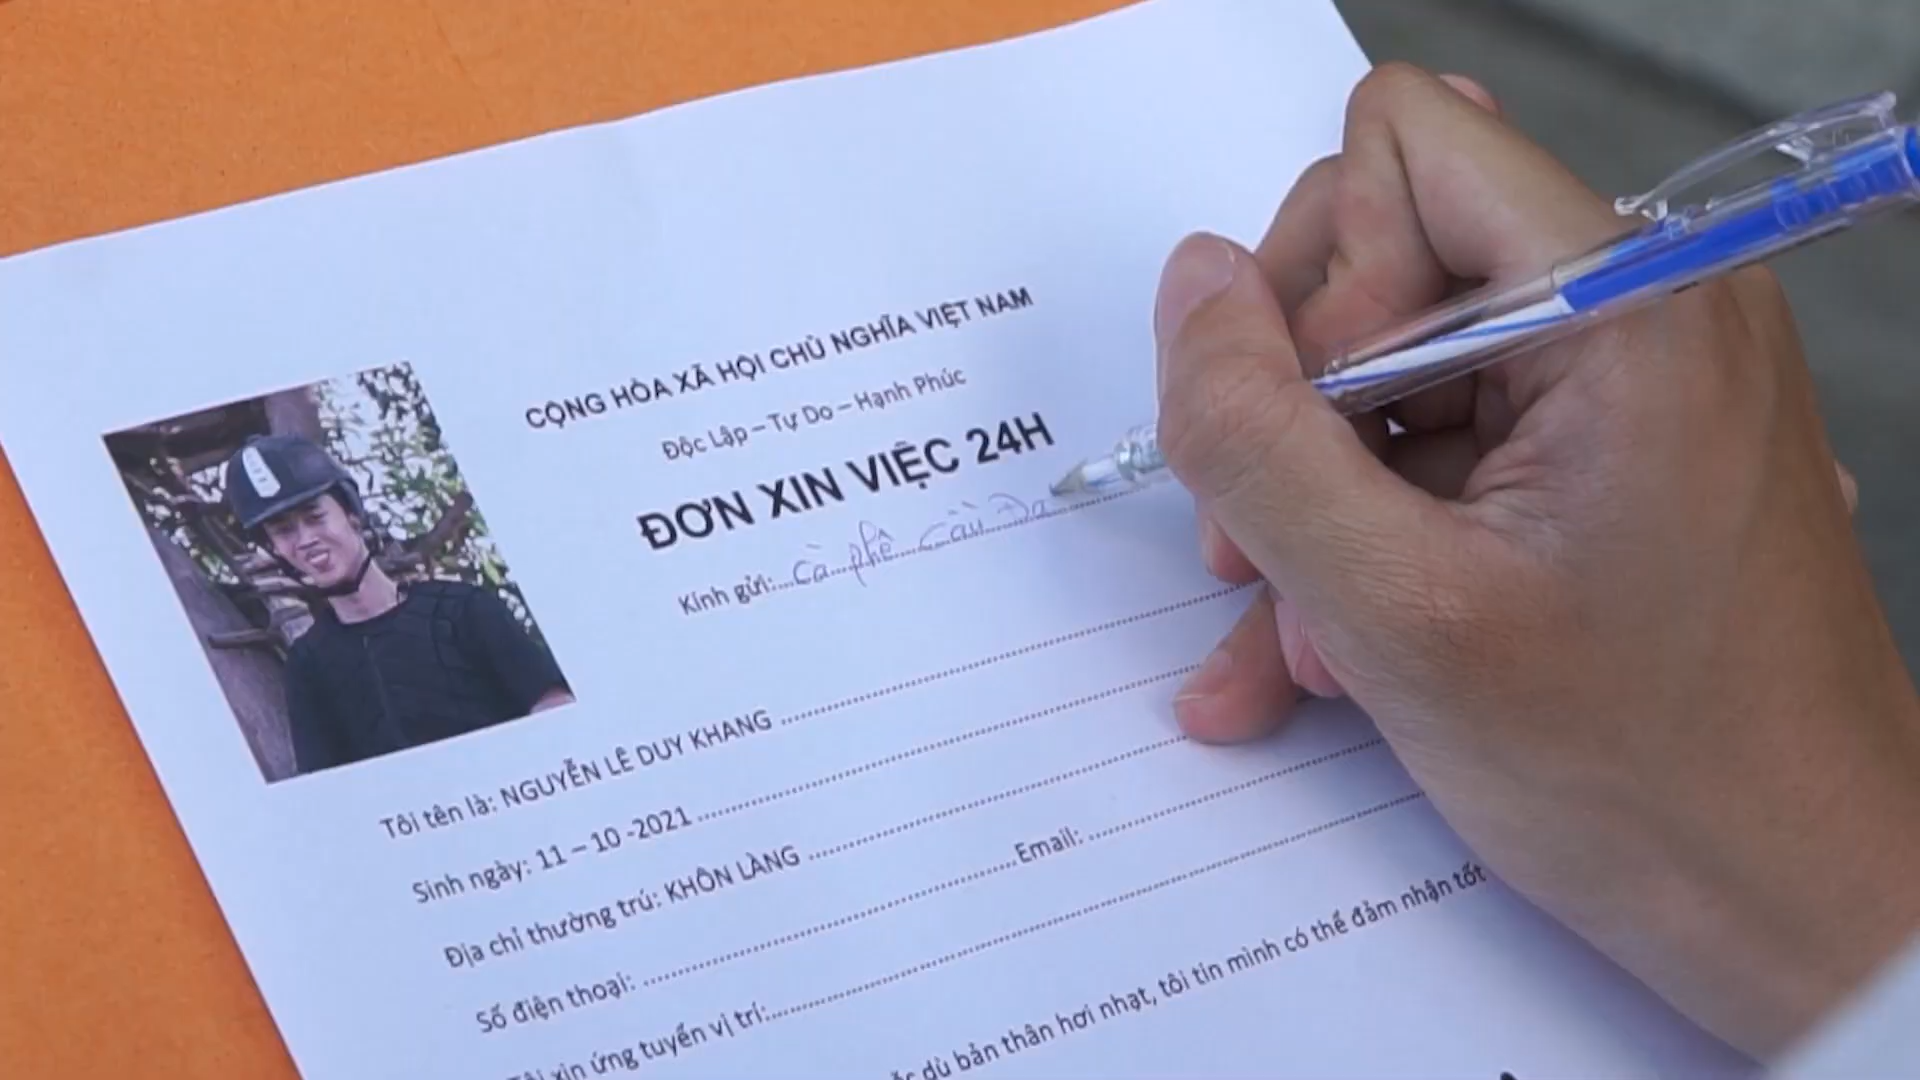 CỘNG HÒA XÃ HỘI CHỦ NGHĨA VIỆT NAM
Độc Lập – Tự Do – Hạnh Phúc
ĐƠN XIN VIỆC 24H
Kính gửi:...cà phê
Tôi tên là: NGUYỄN LÊ DUY KHANG
Sinh ngày: 11 – 10 -2021
Địa chỉ thường trú: KHÔN LÀNG
Số điện thoại: Email:
Tôi xin ứng tuyển vị trí:
dù bản thân hơi nhạt, tôi tin mình có thể đảm nhận tốt